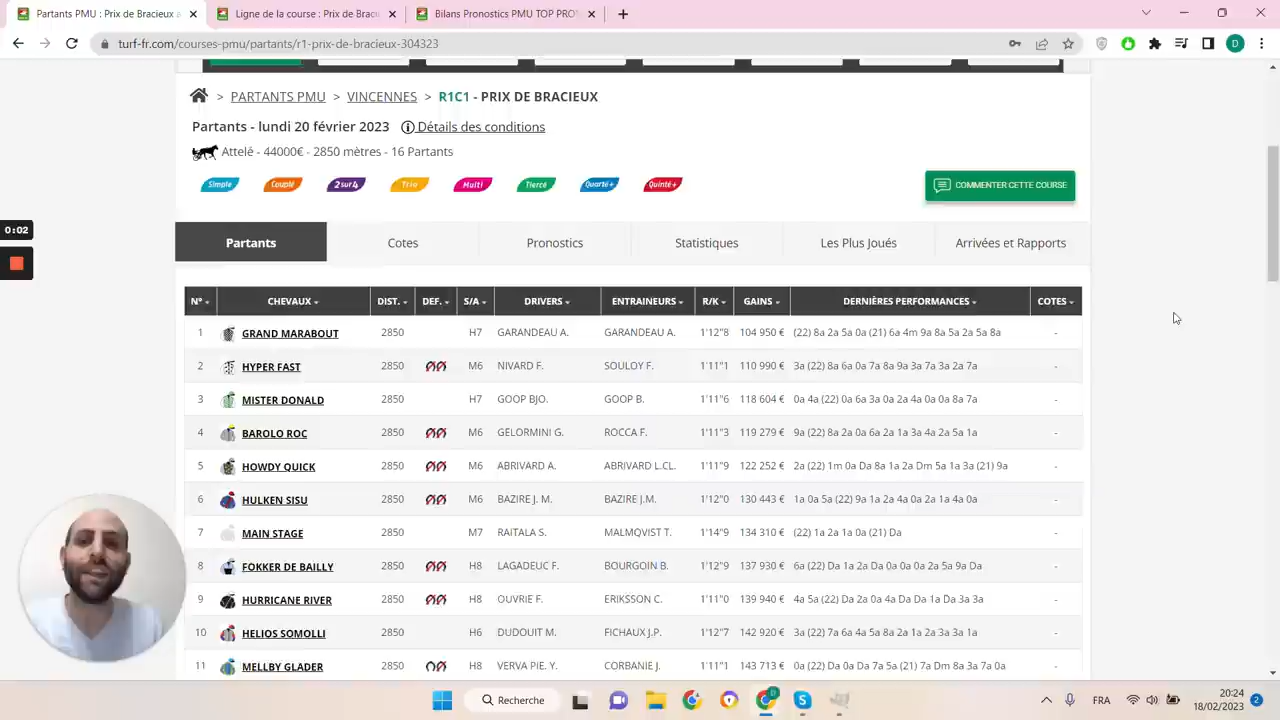 Partants PMU : Prix de Bracieux a
Ligne de Turf
Bilans Pronostics PMU TOP PRO
turf-fr.com/courses-pmu/partants/r1-prix-de-bracieux-304323
D
> PARTANTS PMU > VINCENNES > R1C1 - PRIX DE BRACIEUX
Partants - lundi 20 février 2023 Détails des conditions
Attelé - 44000€ - 2850 mètres - 16 Partants
Simple Couplé 2sur4 Trio Multi Tiercé Quarté+ Quinté+
COMMENTER CETTE COURSE
0:02
Partants Cotes Pronostics Statistiques Les Plus Joués Arrivées et Rapports
N° CHEVAUX DIST. DEF. S/A DRIVERS ENTRAINEURS R/K GAINS DERNIÈRES PERFORMANCES COTES
1 GRAND MARABOUT 2850 H7 GARANDEAU A. GARANDEAU A. 1'12"8 104 950 € (22) 8a 2a 5a 0a (21) 6a 4m 9a 8a 5a 2a 5a 8a -
2 HYPER FAST 2850 M6 NIVARD F. SOULOY F. 1'11"1 110 990 € 3a (22) 8a 6a 0a 7a 8a 9a 3a 7a 3a 2a 7a -
3 MISTER DONALD 2850 H7 GOOP BJO. GOOP B. 1'11"6 118 604 € 0a 4a (22) 0a 6a 3a 0a 2a 4a 0a 0a 8a 7a -
4 BAROLO ROC 2850 M6 GELORMINI G. ROCCA F. 1'11"3 119 279 € 9a (22) 8a 2a 0a 6a 2a 1a 3a 4a 2a 5a 1a -
5 HOWDY QUICK 2850 M6 ABRIVARD A. ABRIVARD L.CL. 1'11"9 122 252 € 2a (22) 1m 0a Da 8a 1a 2a Dm 5a 1a 3a (21) 9a -
6 HULKEN SISU 2850 M6 BAZIRE J. M. BAZIRE J.M. 1'12"0 130 443 € 1a 0a 5a (22) 9a 1a 2a 4a 0a 2a 1a 4a 0a -
7 MAIN STAGE 2850 M7 RAITALA S. MALMQVIST T. 1'14"9 134 310 € (22) 1a 2a 1a 0a (21) Da -
8 FOKKER DE BAILLY 2850 H8 LAGADEUC F. BOURGOIN B. 1'12"9 137 930 € 6a (22) Da 1a 2a Da 0a 0a 0a 2a 5a 9a Da -
9 HURRICANE RIVER 2850 H8 OUVRIE F. ERIKSSON C. 1'11"0 139 940 € 4a 5a (22) Da 2a 0a 4a Da Da 1a Da 3a 3a -
10 HELIOS SOMOLLI 2850 H6 DUDOUIT M. FICHAUX J.P. 1'12"7 142 920 € 3a (22) 7a 6a 4a 5a 8a 2a 1a 2a 3a 3a 1a -
11 MELLBY GLADER 2850 H8 VERVA PIE. Y. CORBANIE J. 1'11"1 143 713 € 0a (22) Da 0a Da 7a 5a (21) 7a Dm 8a 3a 7a 0a -
Recherche
FRA
20:24
18/02/2023
2